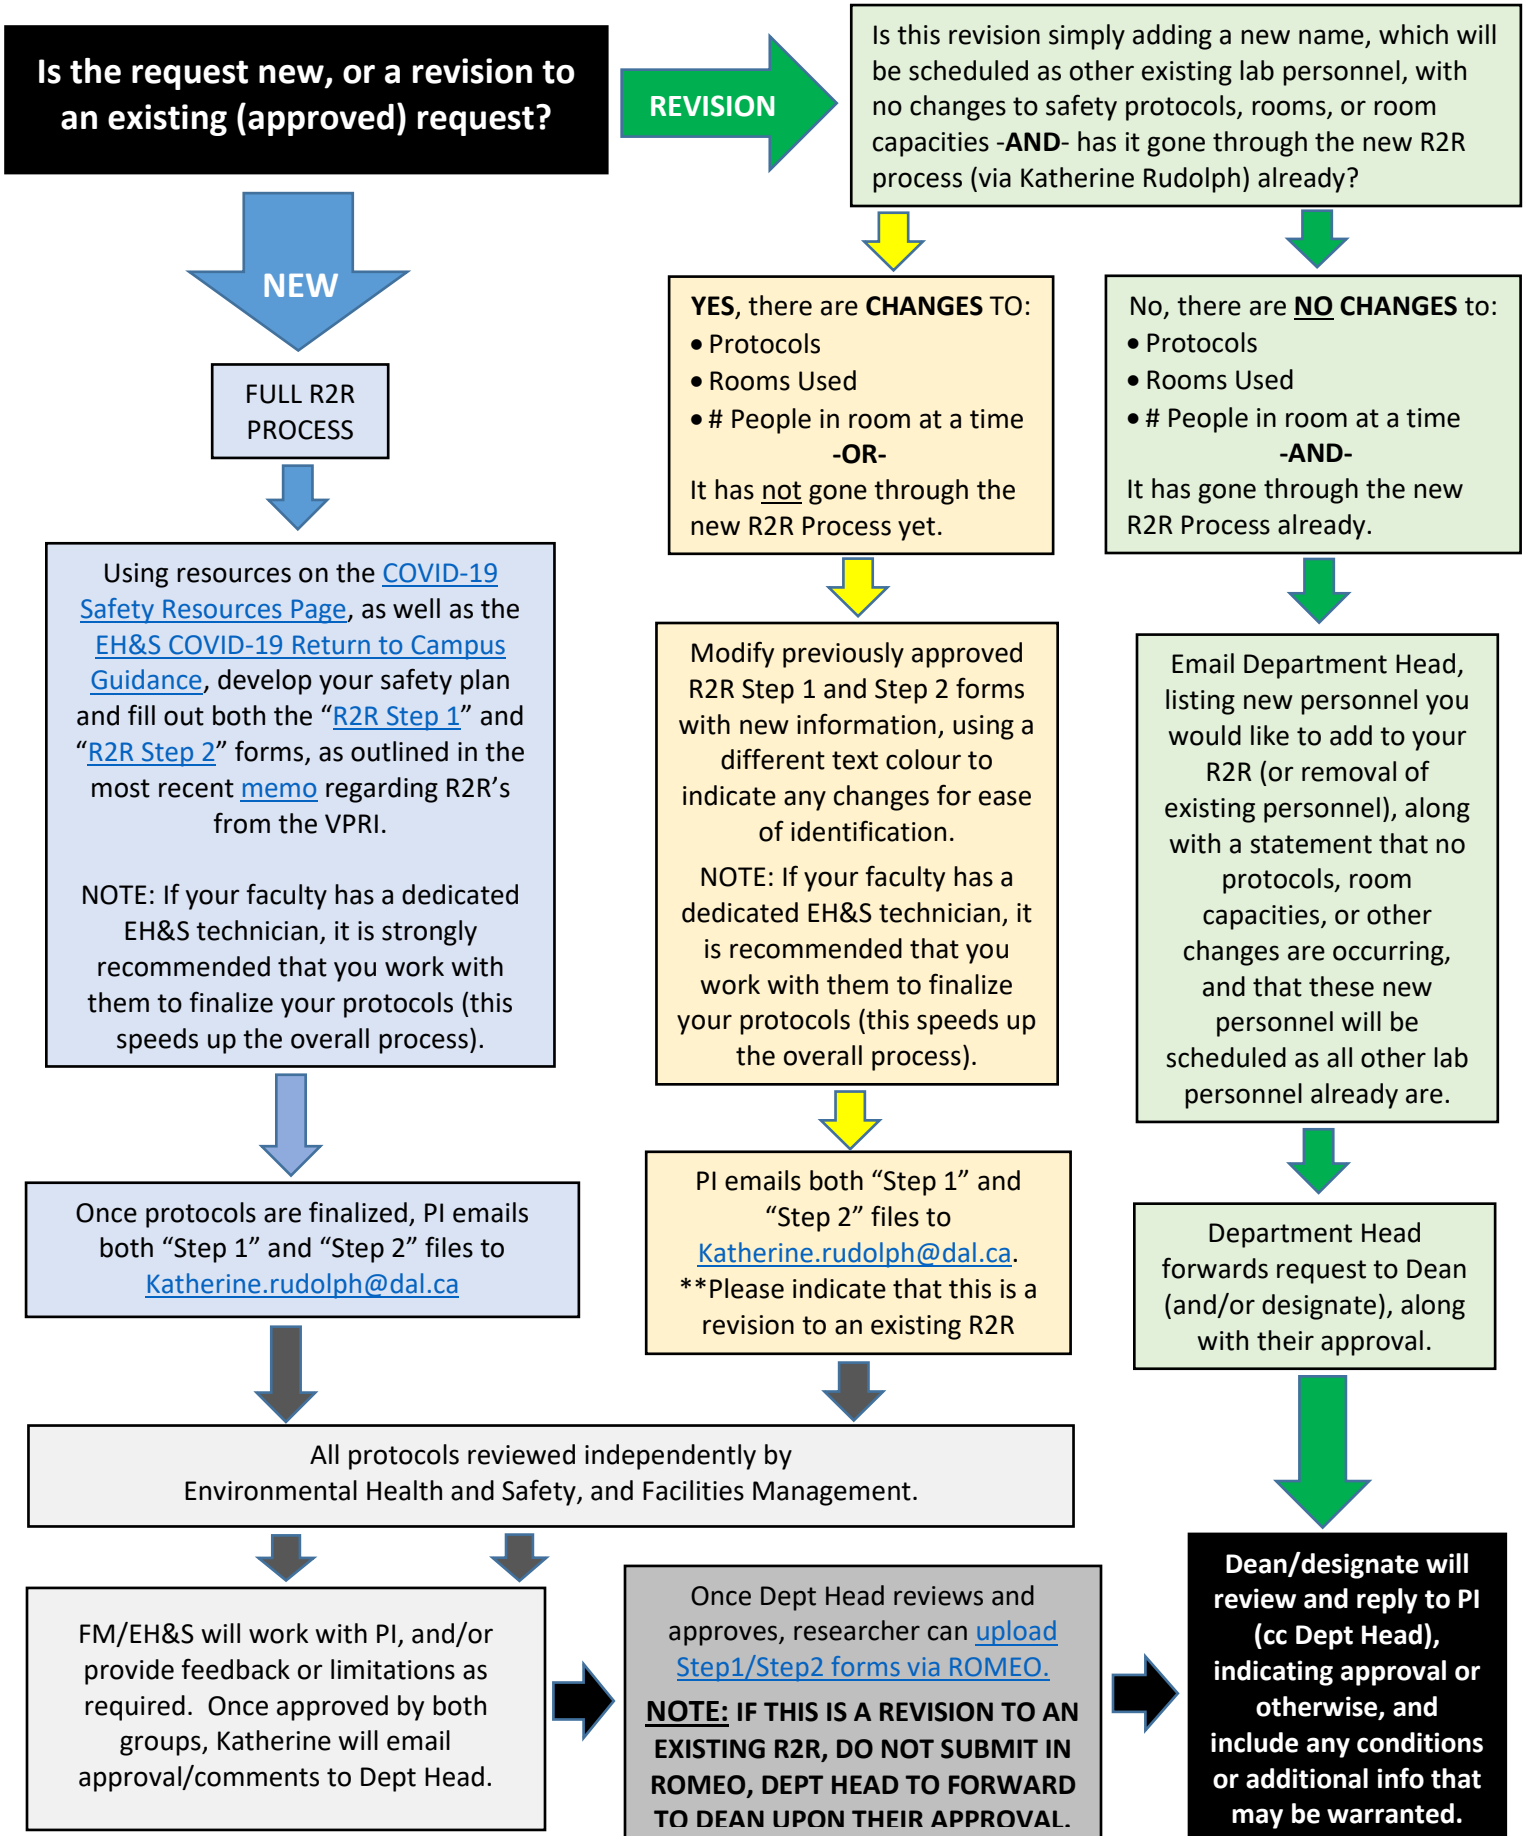 Is the request new, or a revision to
an existing (approved) request?
REVISION
Is this revision simply adding a new name, which will
be scheduled as other existing lab personnel, with
no changes to safety protocols, rooms, or room
capacities -AND- has it gone through the new R2R
process (via Katherine Rudolph) already?
NEW
FULL R2R
PROCESS
Using resources on the COVID-19
Safety Resources Page, as well as the
EH&S COVID-19 Return to Campus
Guidance, develop your safety plan
and fill out both the “R2R Step 1” and
“R2R Step 2” forms, as outlined in the
most recent memo regarding R2R’s
from the VPRI.
NOTE: If your faculty has a dedicated
EH&S technician, it is strongly
recommended that you work with
them to finalize your protocols (this
speeds up the overall process).
Once protocols are finalized, PI emails
both “Step 1” and “Step 2” files to
Katherine.rudolph@dal.ca
YES, there are CHANGES TO:
• Protocols
• Rooms Used
• # People in room at a time
-OR-
It has not gone through the
new R2R Process yet.
Modify previously approved
R2R Step 1 and Step 2 forms
with new information, using a
different text colour to
indicate any changes for ease
of identification.
NOTE: If your faculty has a
dedicated EH&S technician, it
is recommended that you
work with them to finalize
your protocols (this speeds up
the overall process).
PI emails both “Step 1” and
“Step 2” files to
Katherine.rudolph@dal.ca.
**Please indicate that this is a
revision to an existing R2R
No, there are NO CHANGES to:
• Protocols
• Rooms Used
• # People in room at a time
-AND-
It has gone through the new
R2R Process already.
Email Department Head,
listing new personnel you
would like to add to your
R2R (or removal of
existing personnel), along
with a statement that no
protocols, room
capacities, or other
changes are occurring,
and that these new
personnel will be
scheduled as all other lab
personnel already are.
Department Head
forwards request to Dean
(and/or designate), along
with their approval.
All protocols reviewed independently by
Environmental Health and Safety, and Facilities Management.
FM/EH&S will work with PI, and/or
provide feedback or limitations as
required. Once approved by both
groups, Katherine will email
approval/comments to Dept Head.
Once Dept Head reviews and
approves, researcher can upload
Step1/Step2 forms via ROMEO.
NOTE: IF THIS IS A REVISION TO AN
EXISTING R2R, DO NOT SUBMIT IN
ROMEO, DEPT HEAD TO FORWARD
TO DEAN UPON THEIR APPROVAL.
Dean/designate will
review and reply to PI
(cc Dept Head),
indicating approval or
otherwise, and
include any conditions
or additional info that
may be warranted.